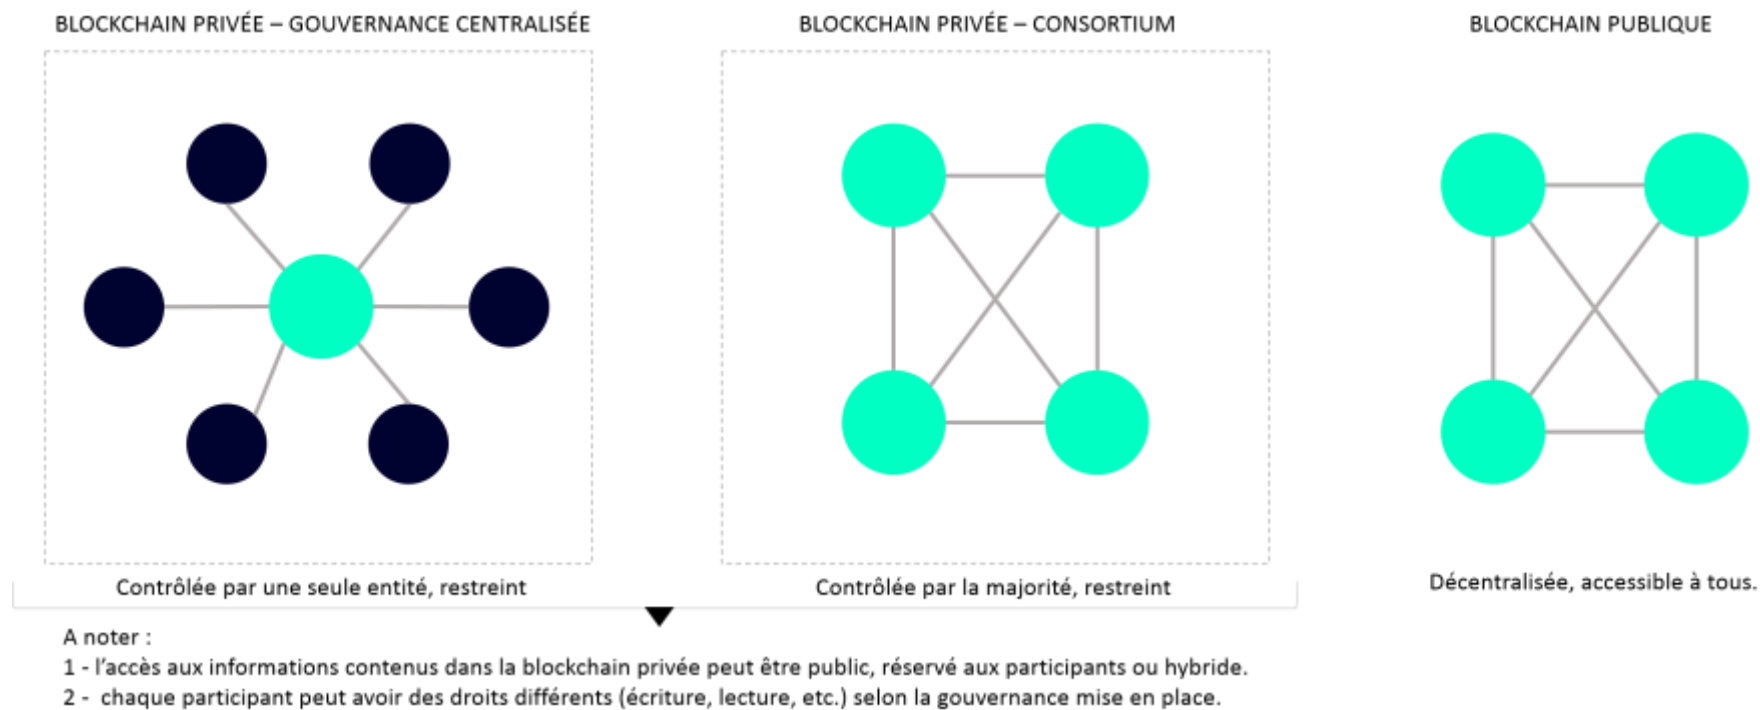 BLOCKCHAIN PRIVÉE – GOUVERNANCE CENTRALISÉE
BLOCKCHAIN PRIVÉE – CONSORTIUM
BLOCKCHAIN PUBLIQUE
Contrôlée par une seule entité, restreint
Contrôlée par la majorité, restreint
Décentralisée, accessible à tous.
A noter :
1 - l'accès aux informations contenus dans la blockchain privée peut être public, réservé aux participants ou hybride.
2 - chaque participant peut avoir des droits différents (écriture, lecture, etc.) selon la gouvernance mise en place.